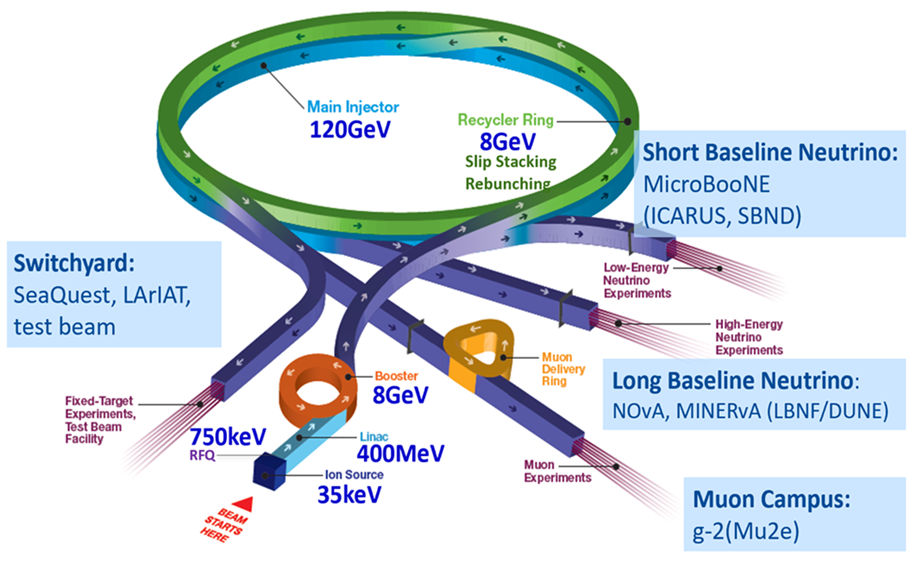 Main Injector
120GeV
Recycler Ring
8GeV
Slip Stacking
Rebunching
Short Baseline Neutrino:
MicroBooNE
(ICARUS, SBND)
Switchyard:
SeaQuest, LArIAT,
test beam
Low-Energy
Neutrino
Experiments
High-Energy
Neutrino
Experiments
Muon
Delivery
Ring
Long Baseline Neutrino:
NOvA, MINERvA (LBNF/DUNE)
Booster
8GeV
Fixed-Target
Experiments,
Test Beam
Facility
750keV
RFQ
Linac
400MeV
Ion Source
35keV
Muon
Experiments
Muon Campus:
g-2(Mu2e)
BEAM
STARTS
HERE